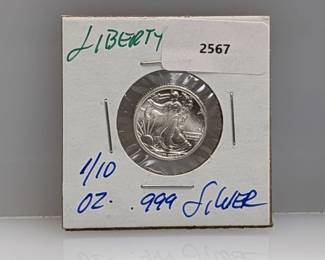 LIBERTY
2567
1/10
OZ. .999 SILVER